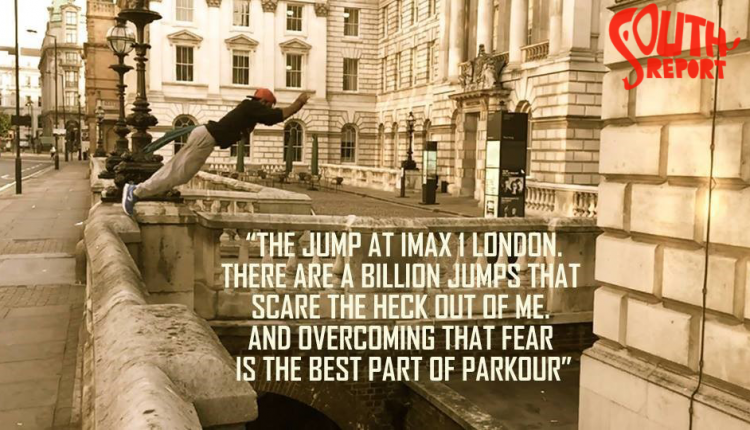 SOUTH
REPORT
“THE JUMP AT IMAX 1 LONDON.
THERE ARE A BILLION JUMPS THAT
SCARE THE HECK OUT OF ME.
AND OVERCOMING THAT FEAR
IS THE BEST PART OF PARKOUR”